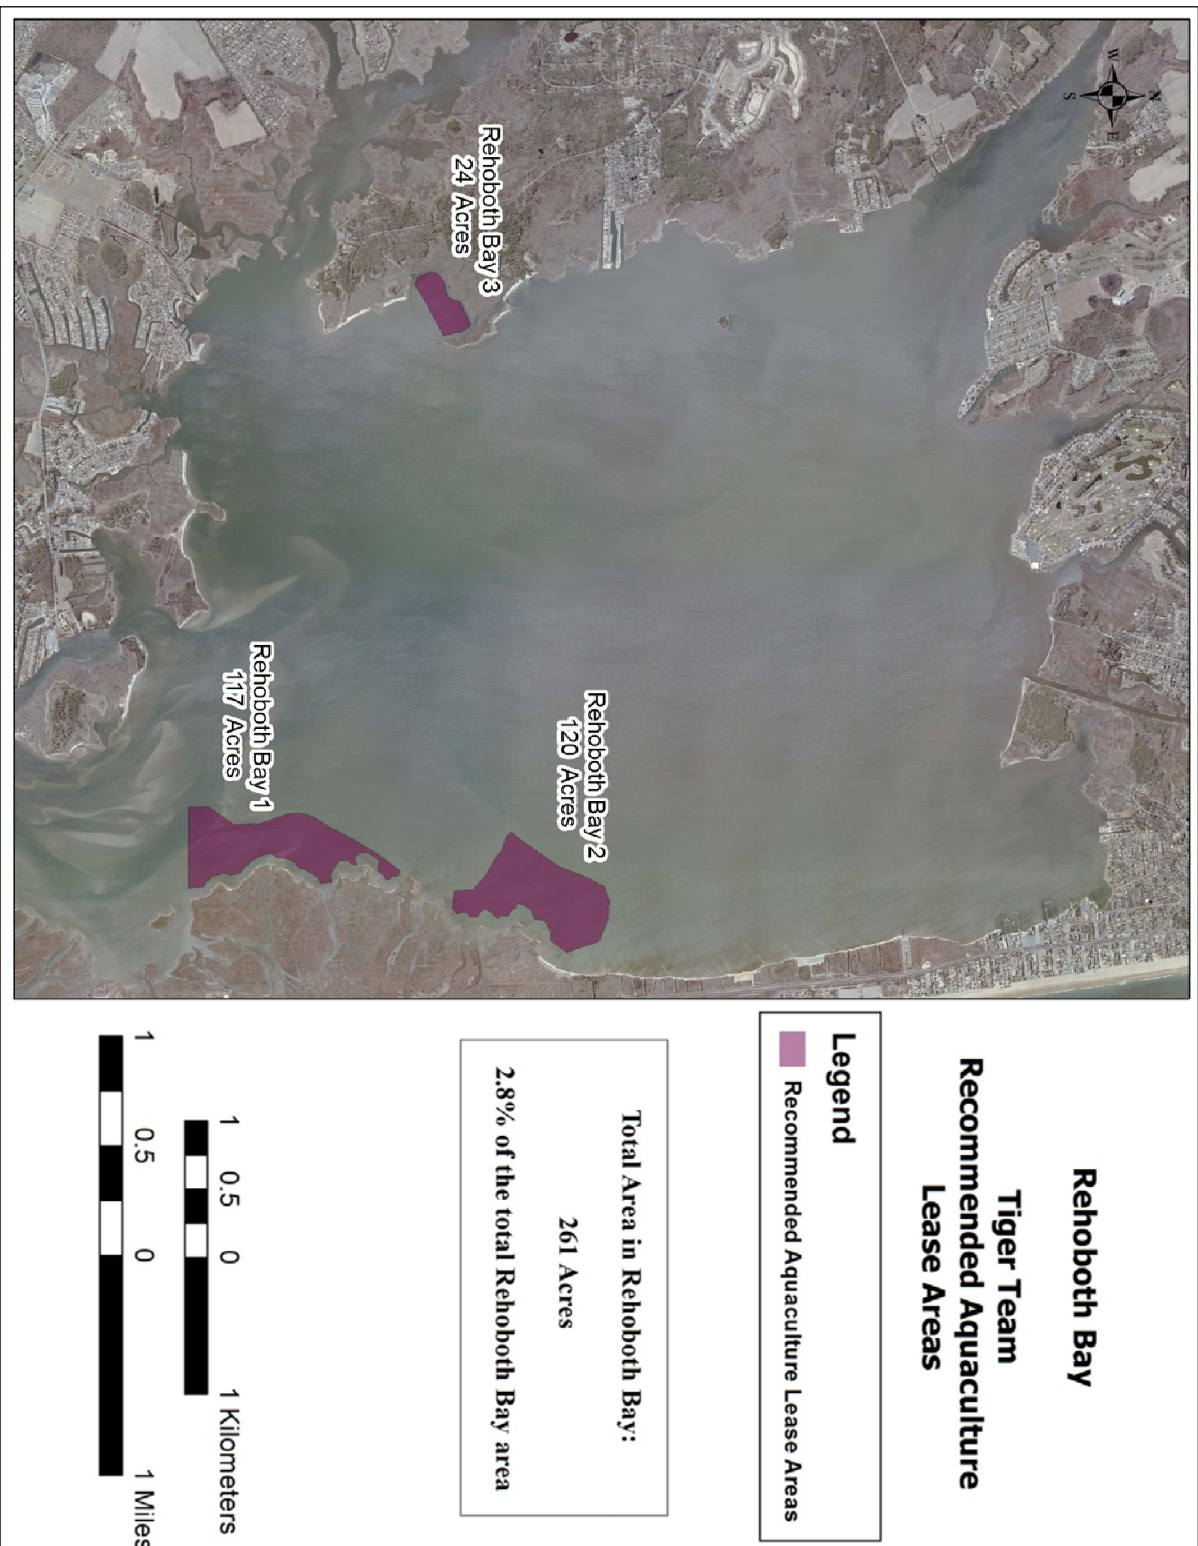 Rehoboth Bay
Tiger Team
Recommended Aquaculture
Lease Areas
Legend
Recommended Aquaculture Lease Areas
Total Area in Rehoboth Bay:
261 Acres
2.8% of the total Rehoboth Bay area
1 0.5 0 1 Kilometers
1 0.5 0 1 Miles
N
W
E
S
Rehoboth Bay 3
24 Acres
Rehoboth Bay 2
120 Acres
Rehoboth Bay 1
117 Acres